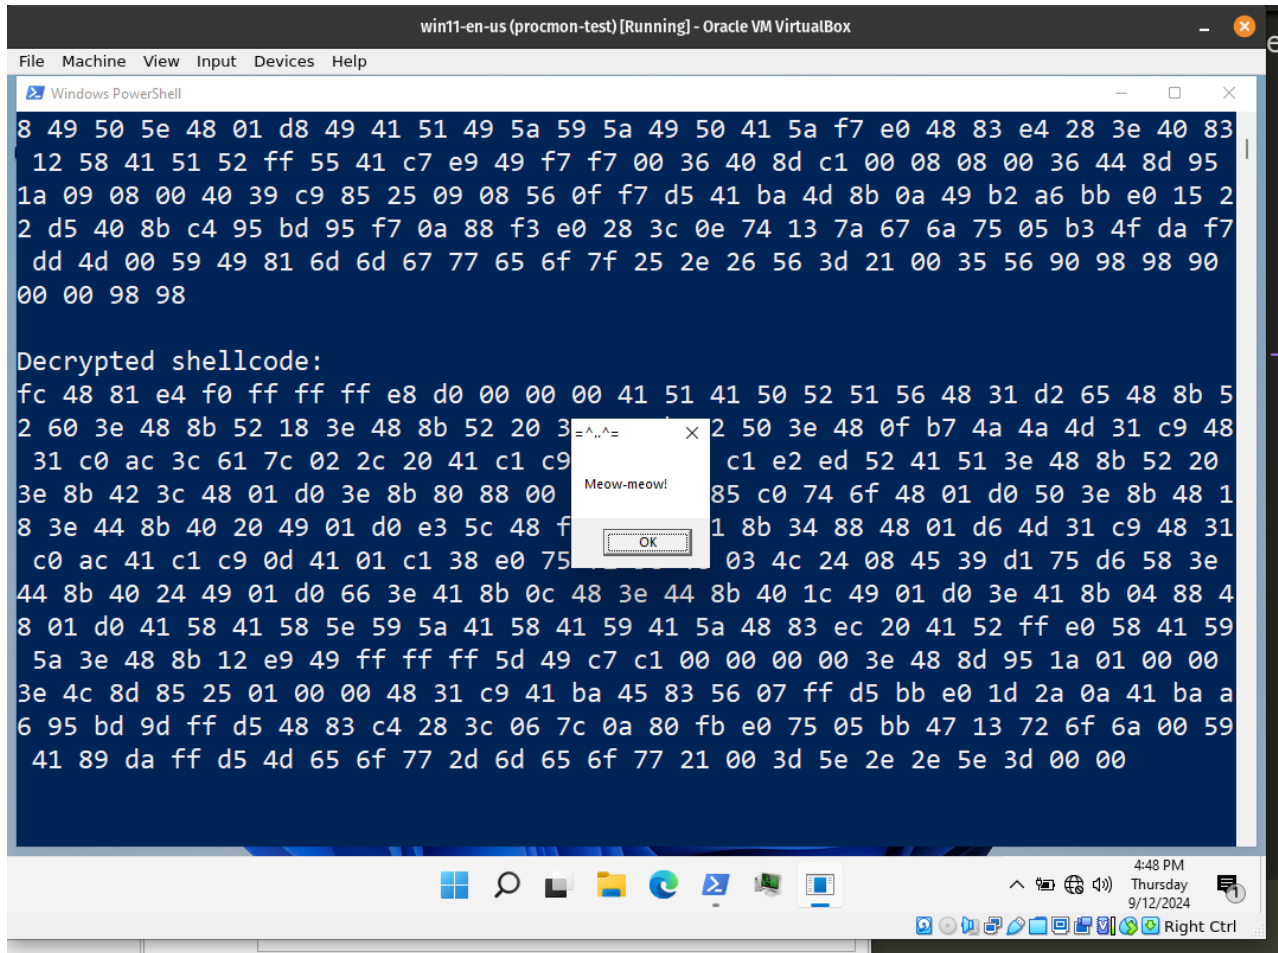 win11-en-us (procmon-test) [Running] - Oracle VM VirtualBox
File Machine View Input Devices Help
Windows PowerShell
8 49 50 5e 48 01 d8 49 41 51 49 5a 59 5a 49 50 41 5a f7 e0 48 83 e4 28 3e 40 83
12 58 41 51 52 ff 55 41 c7 e9 49 f7 f7 00 36 40 8d c1 00 08 08 00 36 44 8d 95
1a 09 08 00 40 39 c9 85 25 09 08 56 0f f7 d5 41 ba 4d 8b 0a 49 b2 a6 bb e0 15 2
2 d5 40 8b c4 95 bd 95 f7 0a 88 f3 e0 28 3c 0e 74 13 7a 67 6a 75 05 b3 4f da f7
dd 4d 00 59 49 81 6d 6d 67 77 65 6f 7f 25 2e 26 56 3d 21 00 35 56 90 98 98 90
00 00 98 98
Decrypted shellcode:
fc 48 81 e4 f0 ff ff ff e8 d0 00 00 00 41 51 41 50 52 51 56 48 31 d2 65 48 8b 5
2 60 3e 48 8b 52 18 3e 48 8b 52 20 3 2 50 3e 48 0f b7 4a 4a 4d 31 c9 48
31 c0 ac 3c 61 7c 02 2c 20 41 c1 c9 c1 e2 ed 52 41 51 3e 48 8b 52 20
3e 8b 42 3c 48 01 d0 3e 8b 80 88 00 85 c0 74 6f 48 01 d0 50 3e 8b 48 1
8 3e 44 8b 40 20 49 01 d0 e3 5c 48 f 1 8b 34 88 48 01 d6 4d 31 c9 48 31
c0 ac 41 c1 c9 0d 41 01 c1 38 e0 75 03 4c 24 08 45 39 d1 75 d6 58 3e
44 8b 40 24 49 01 d0 66 3e 41 8b 0c 48 3e 44 8b 40 1c 49 01 d0 3e 41 8b 04 88 4
8 01 d0 41 58 41 58 5e 59 5a 41 58 41 59 41 5a 48 83 ec 20 41 52 ff e0 58 41 59
5a 3e 48 8b 12 e9 49 ff ff ff 5d 49 c7 c1 00 00 00 00 3e 48 8d 95 1a 01 00 00
3e 4c 8d 85 25 01 00 00 48 31 c9 41 ba 45 83 56 07 ff d5 bb e0 1d 2a 0a 41 ba a
6 95 bd 9d ff d5 48 83 c4 28 3c 06 7c 0a 80 fb e0 75 05 bb 47 13 72 6f 6a 00 59
41 89 da ff d5 4d 65 6f 77 2d 6d 65 6f 77 21 00 3d 5e 2e 2e 5e 3d 00 00
=^..^=
Meow-meow!
OK
4:48 PM
Thursday
9/12/2024
1
Right Ctrl